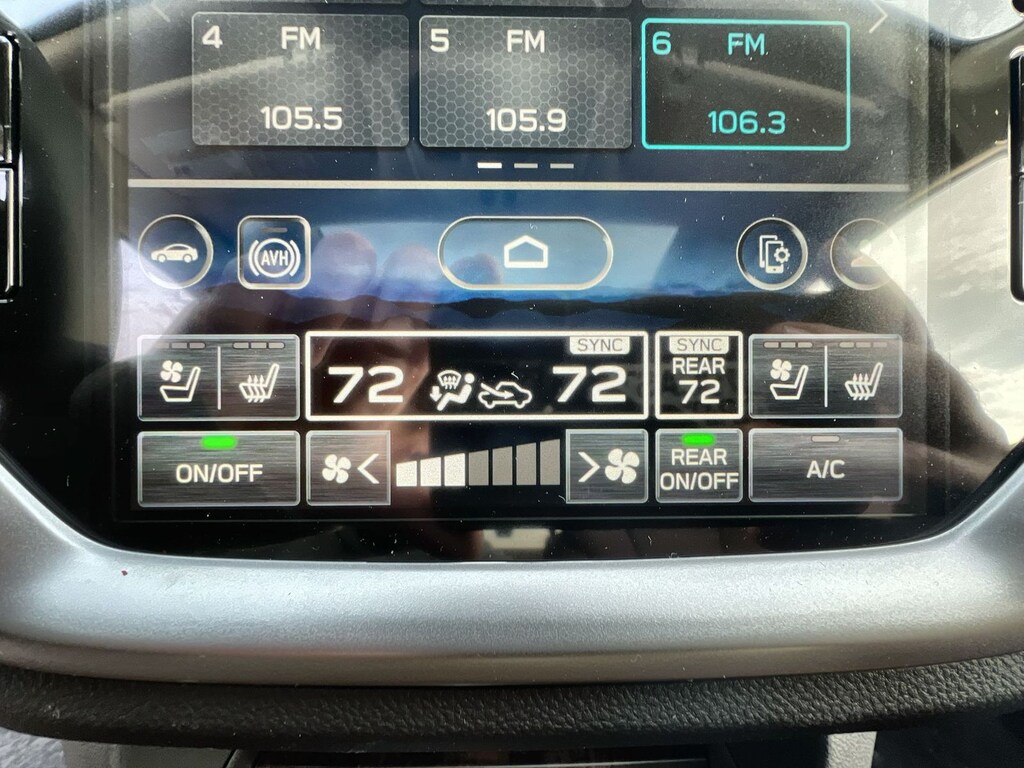 4 FM
105.5
5 FM
105.9
6 FM
106.3
AVH
72
SYNC
72
SYNC
REAR
72
ON/OFF
REAR
ON/OFF
A/C